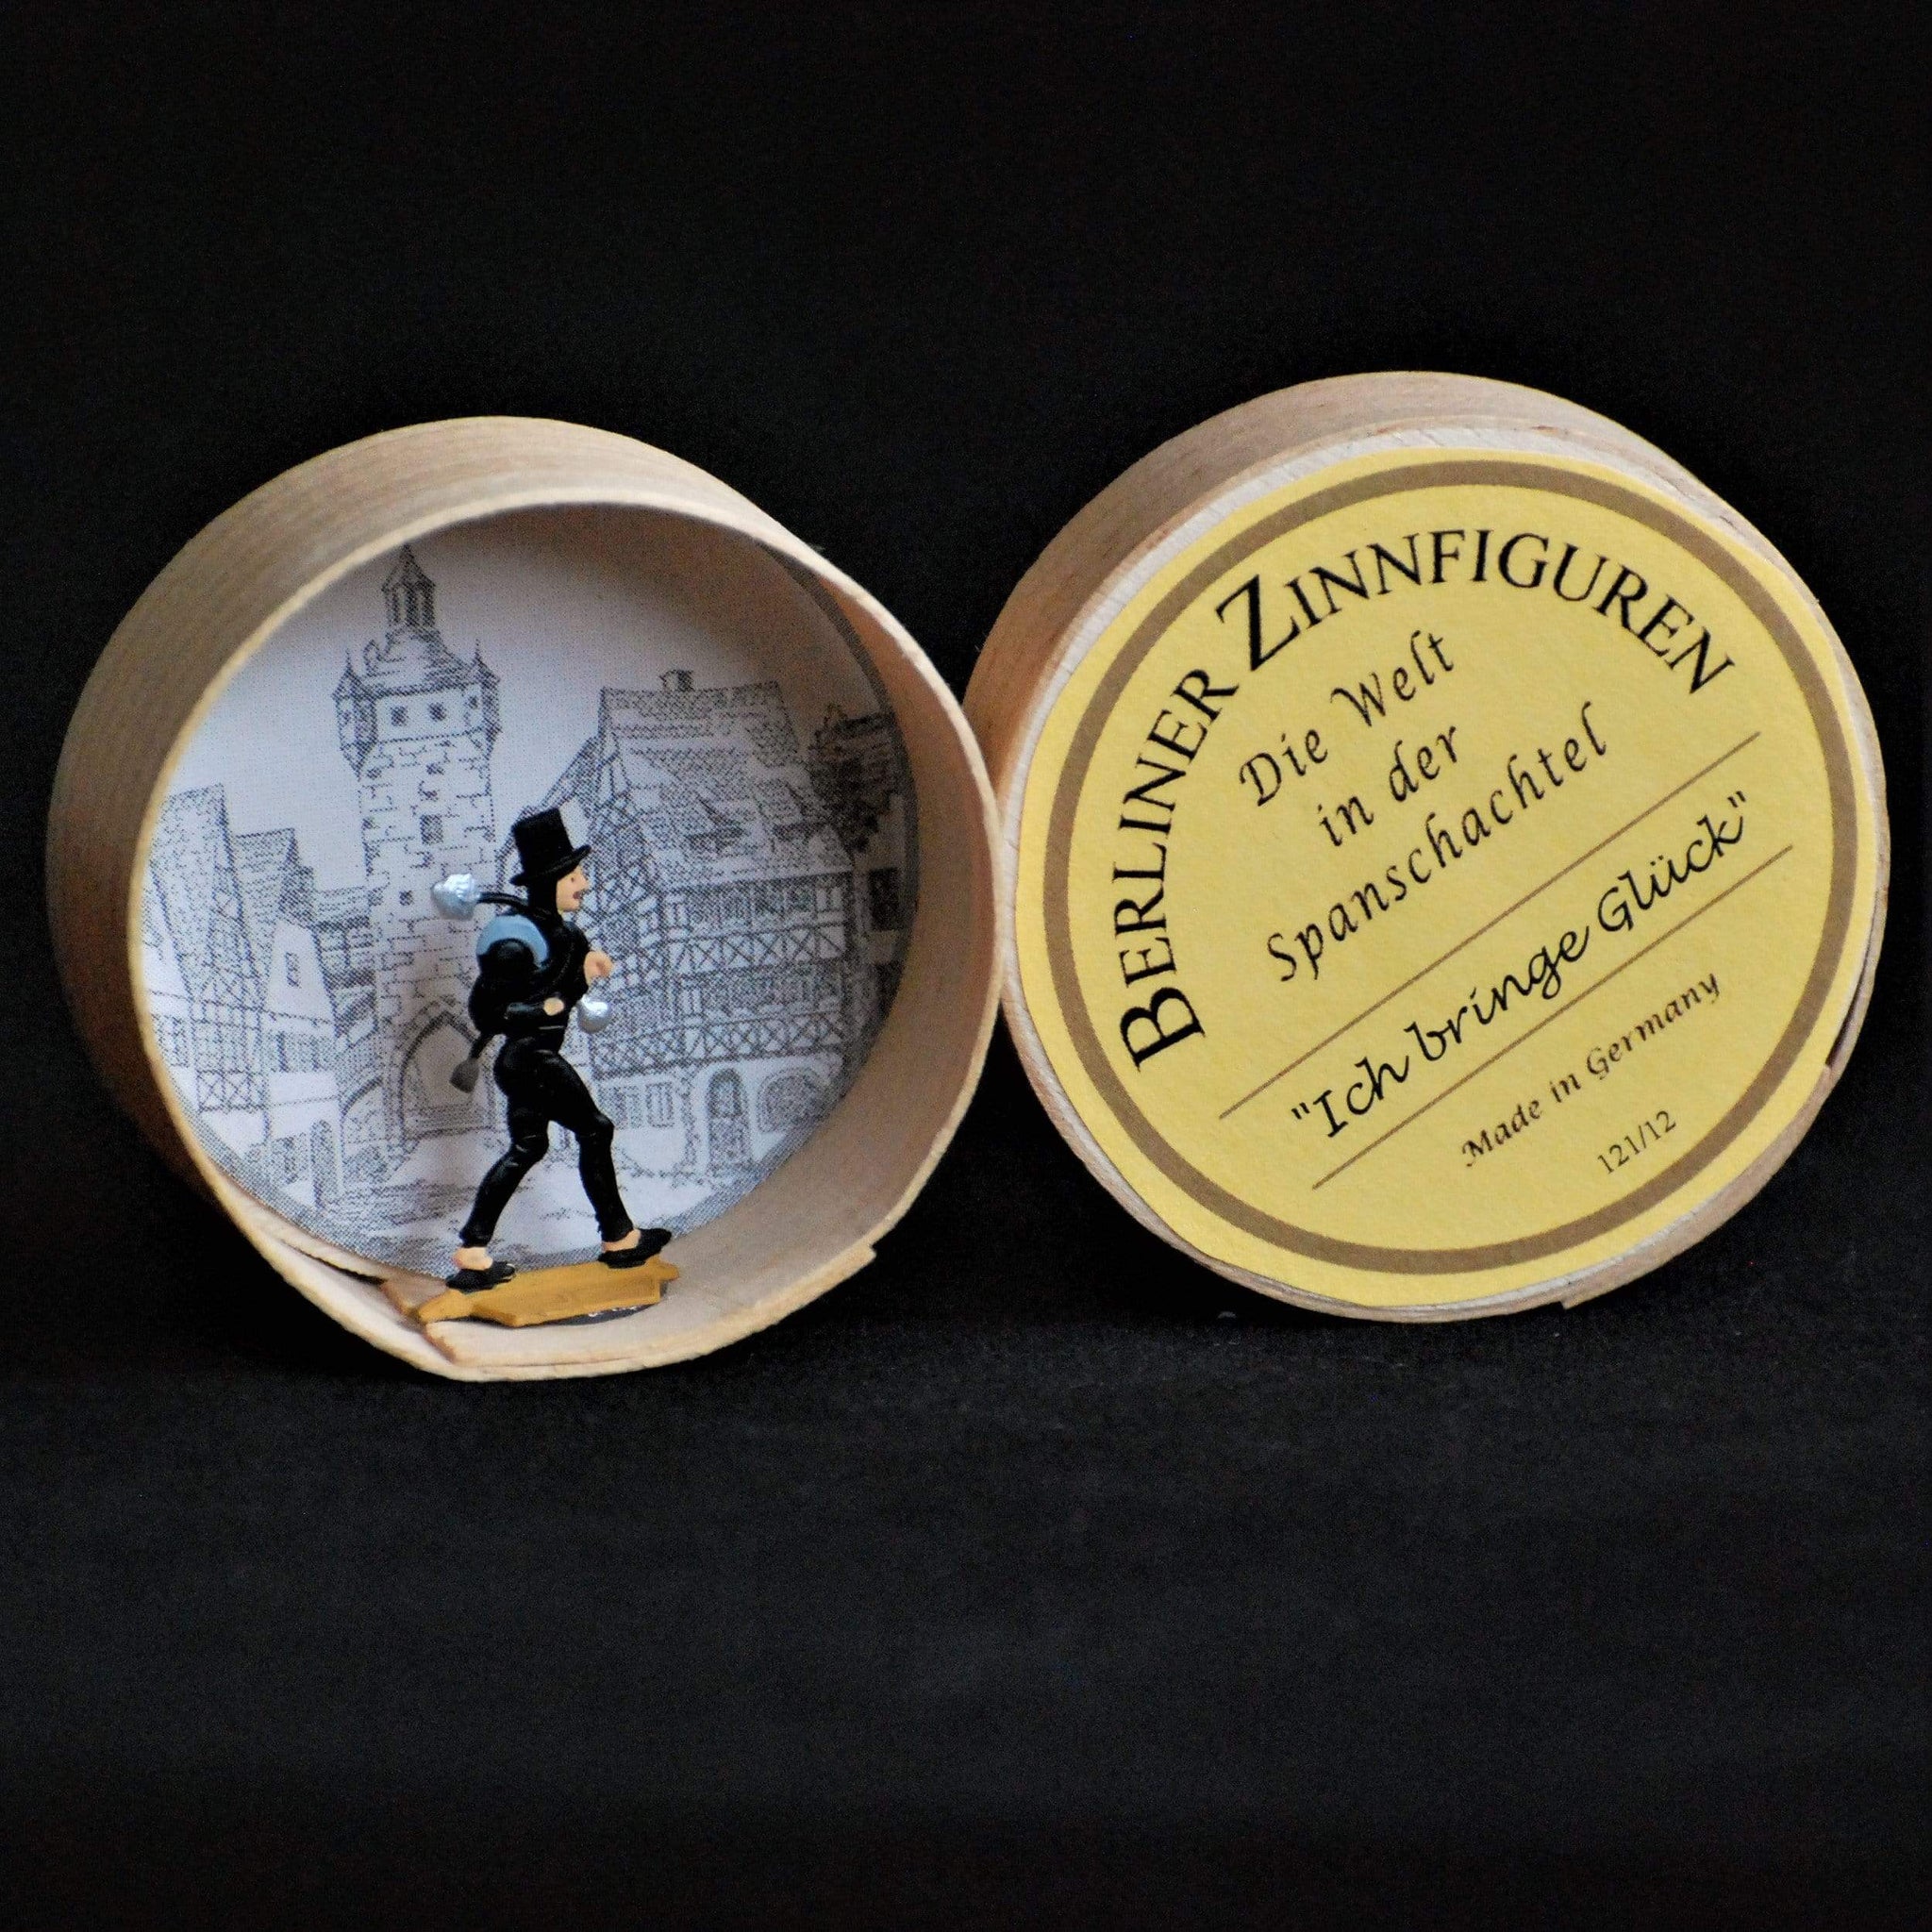 BERLINER ZINNFIGUREN
Die Welt
in der
Spanschachtel
"Ich bringe Glück"
Made in Germany
121/12